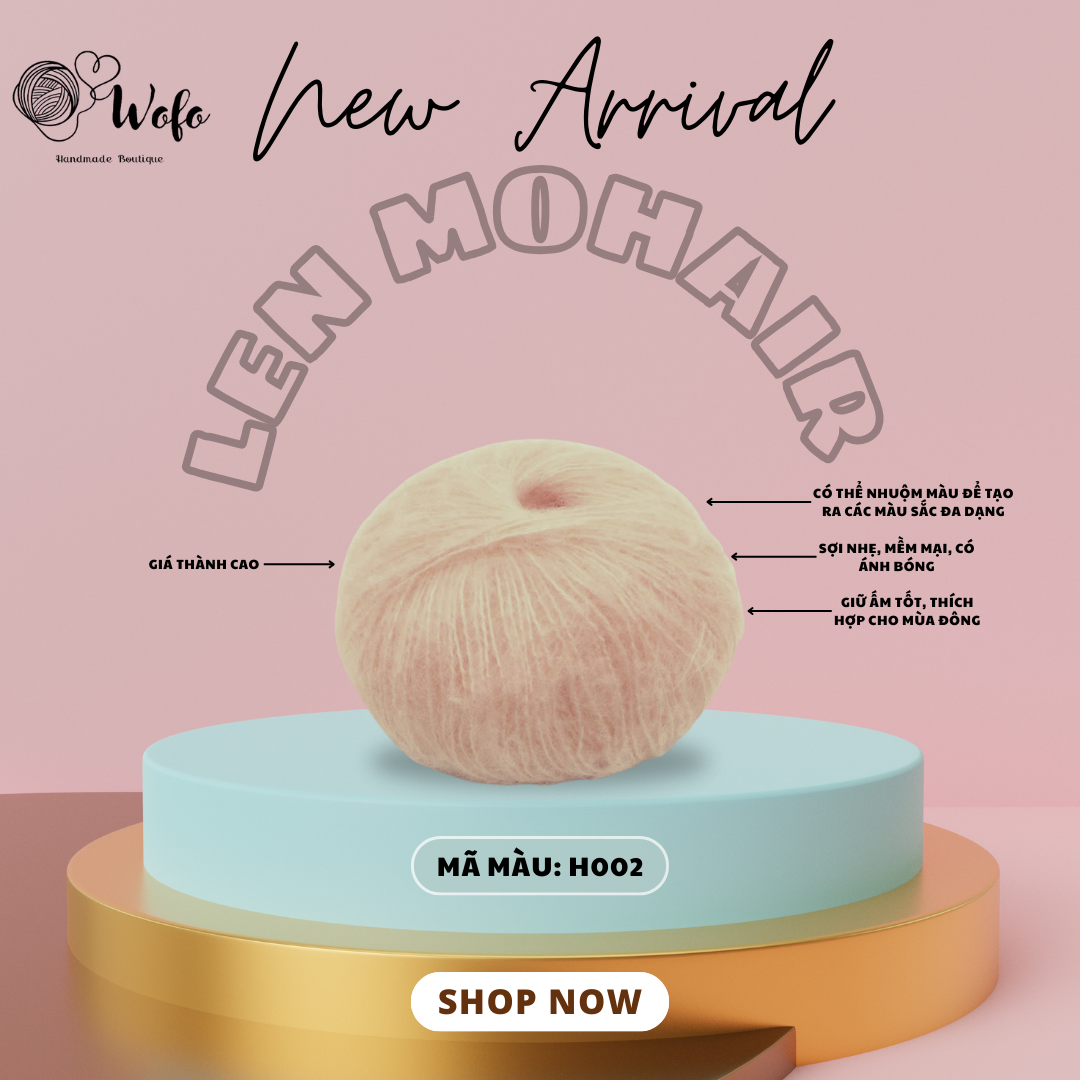 Wofo
Handmade Boutique
New Arrival
LEN MOHAIR
CÓ THỂ NHUỘM MÀU ĐỂ TẠO
RA CÁC MÀU SẮC ĐA DẠNG
SỢI NHẸ, MỀM MẠI, CÓ
ÁNH BÓNG
GIÁ THÀNH CAO
GIỮ ẤM TỐT, THÍCH
HỢP CHO MÙA ĐÔNG
MÃ MÀU: H002
SHOP NOW